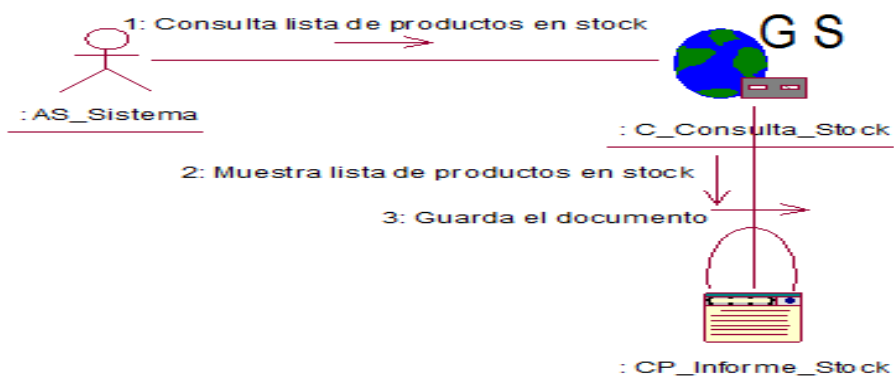 1: Consulta lista de productos en stock
G S
: AS_Sistema
: C_Consulta_Stock
2: Muestra lista de productos en stock
3: Guarda el documento
: CP_Informe_Stock